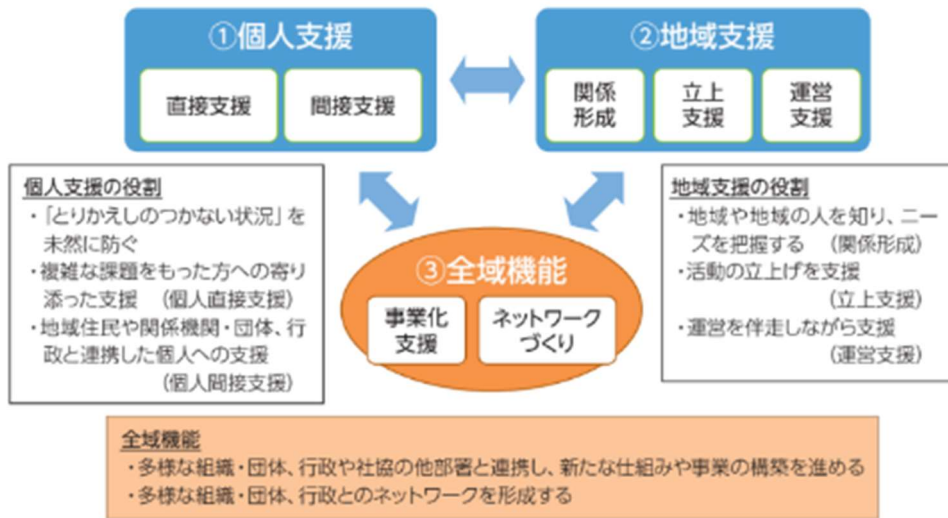 ①個人支援
直接支援
間接支援
②地域支援
関係
形成
立上
支援
運営
支援
個人支援の役割
・「とりかえしのつかない状況」を
未然に防ぐ
・複雑な課題をもった方への寄り
添った支援　(個人直接支援)
・地域住民や関係機関・団体、行
政と連携した個人への支援
(個人間接支援)
③全域機能
事業化
支援
ネットワーク
づくり
地域支援の役割
・地域や地域の人を知り、ニー
ズを把握する　(関係形成)
・活動の立上げを支援
(立上支援)
・運営を伴走しながら支援
(運営支援)
全域機能
・多様な組織・団体、行政や社協の他部署と連携し、新たな仕組みや事業の構築を進める
・多様な組織・団体、行政とのネットワークを形成する